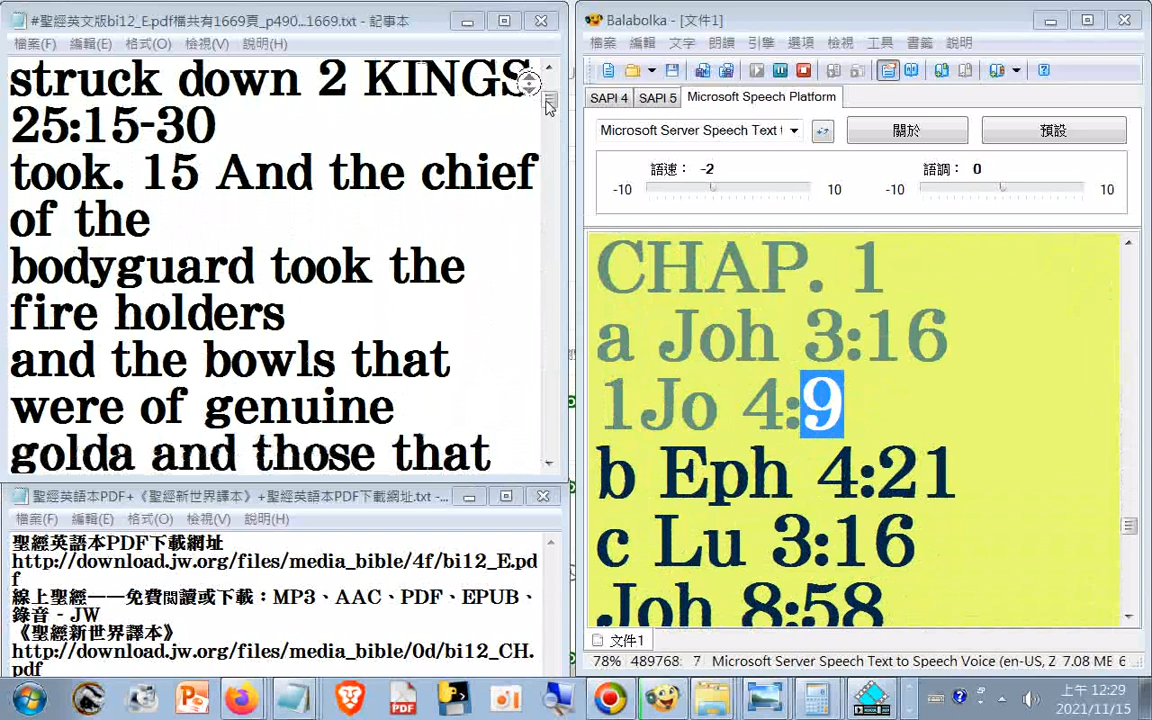 #聖經英文版bi12_E.pdf檔共有1669頁_p490...1669.txt - 記事本
檔案(F) 編輯(E) 格式(O) 檢視(V) 說明(H)
struck down 2 KINGS
25:15-30
took. 15 And the chief
of the
bodyguard took the
fire holders
and the bowls that
were of genuine
golda and those that
聖經英語本PDF+《聖經新世界譯本》+聖經英語本PDF下載網址.txt -...
檔案(F) 編輯(E) 格式(O) 檢視(V) 說明(H)
聖經英語本PDF下載網址
http://download.jw.org/files/media_bible/4f/bi12_E.pd
f
線上聖經——免費閱讀或下載：MP3、AAC、PDF、EPUB、
錄音 - JW
《聖經新世界譯本》
http://download.jw.org/files/media_bible/0d/bi12_CH.
pdf
Balabolka - [文件1]
檔案 編輯 文字 朗讀 引擎 選項 檢視 工具 書籤 說明
SAPI 4 SAPI 5 Microsoft Speech Platform
Microsoft Server Speech Text 關於 預設
語速： -2 語調： 0
-10 10 -10 10
CHAP. 1
a Joh 3:16
1Jo 4:9
b Eph 4:21
c Lu 3:16
Joh 8:58
文件1
78% 489768: 7 Microsoft Server Speech Text to Speech Voice (en-US, Z 7.08 MB 6
上午 12:29
2021/11/15